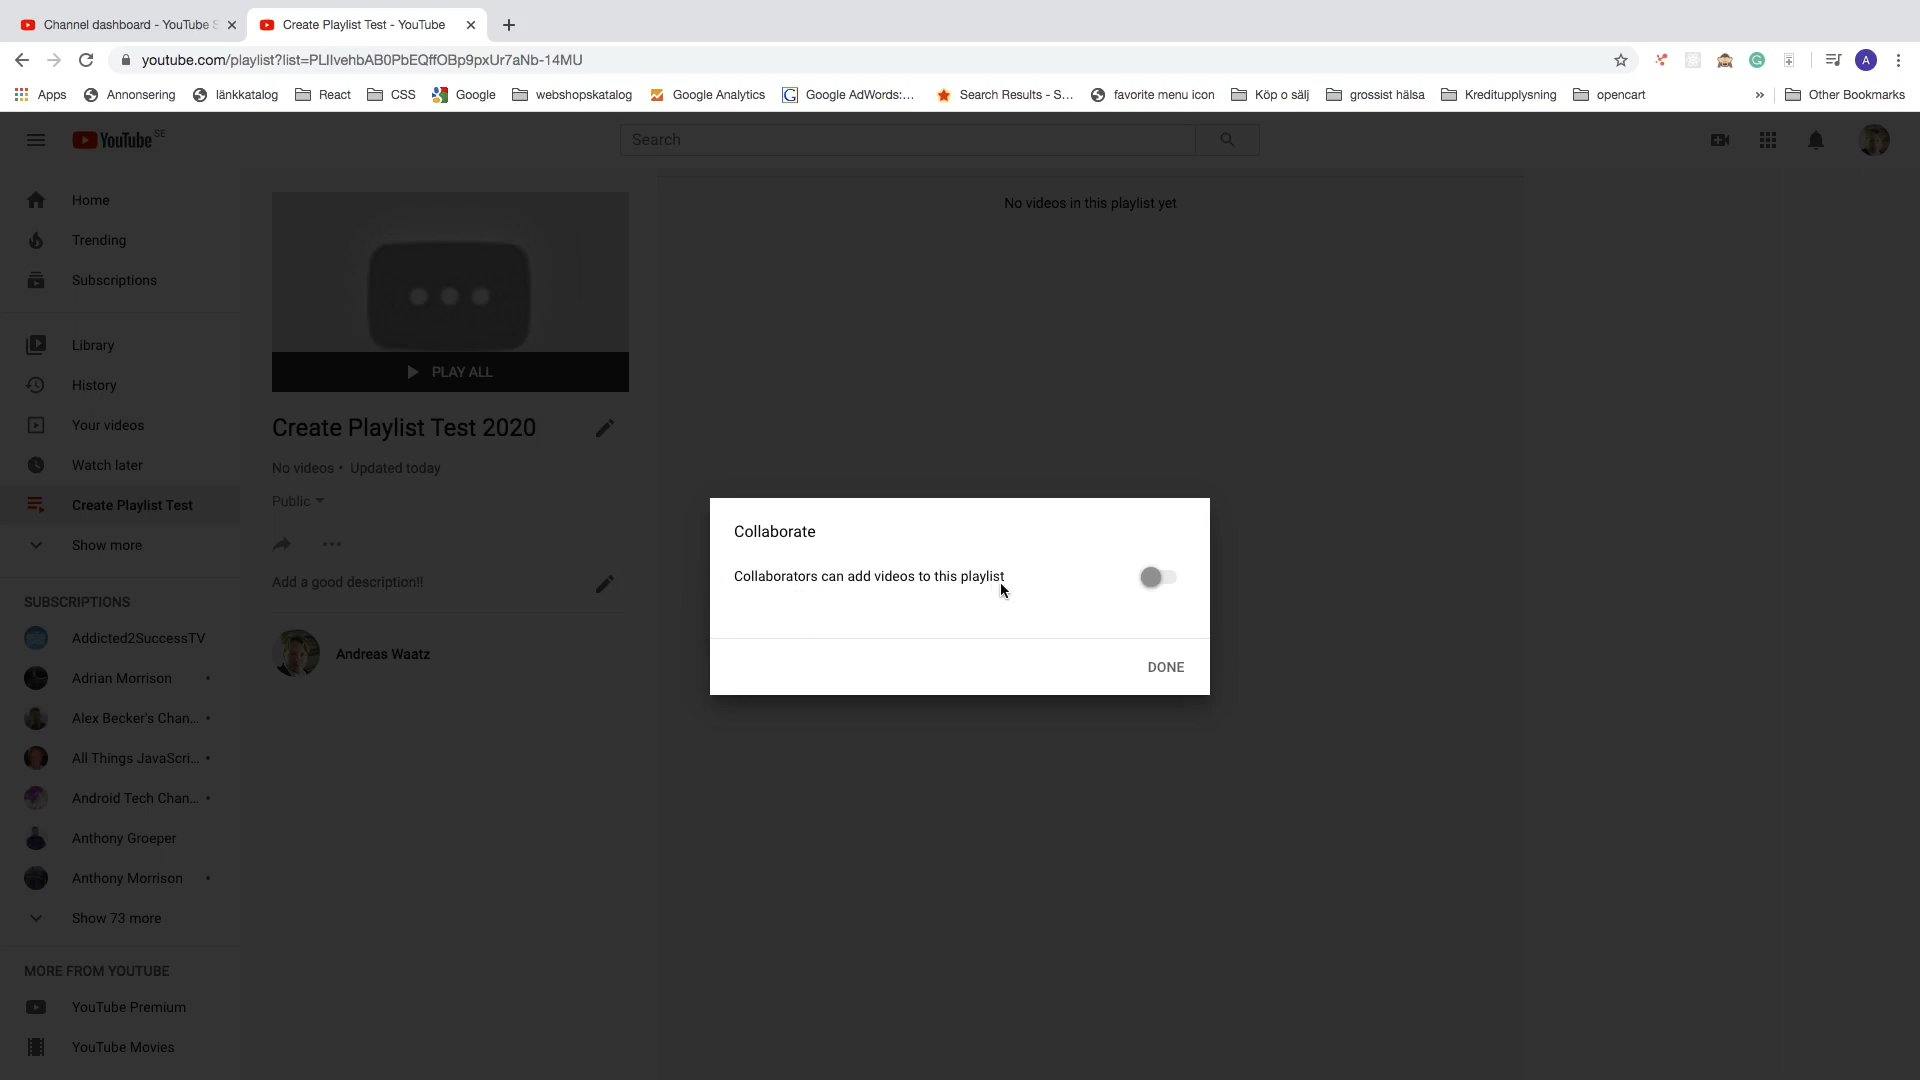 Channel dashboard - YouTube S
Create Playlist Test - YouTube
youtube.com/playlist?list=PLIIvehbAB0PbEQffOBp9pxUr7aNb-14MU
A
Apps
Annonsering
länkkatalog
React
CSS
Google
webshopskatalog
Google Analytics
Google AdWords:...
Search Results - S...
favorite menu icon
Köp o sälj
grossist hälsa
Kreditupplysning
opencart
»
Other Bookmarks
YouTube SE
Search
Home
Trending
Subscriptions
Library
History
Your videos
Watch later
Create Playlist Test
Show more
SUBSCRIPTIONS
Addicted2SuccessTV
Adrian Morrison •
Alex Becker's Chan... •
All Things JavaScri... •
Android Tech Chan... •
Anthony Groeper
Anthony Morrison •
Show 73 more
MORE FROM YOUTUBE
YouTube Premium
YouTube Movies
PLAY ALL
Create Playlist Test 2020
No videos • Updated today
Public
Add a good description!!
Andreas Waatz
No videos in this playlist yet
Collaborate
Collaborators can add videos to this playlist
DONE